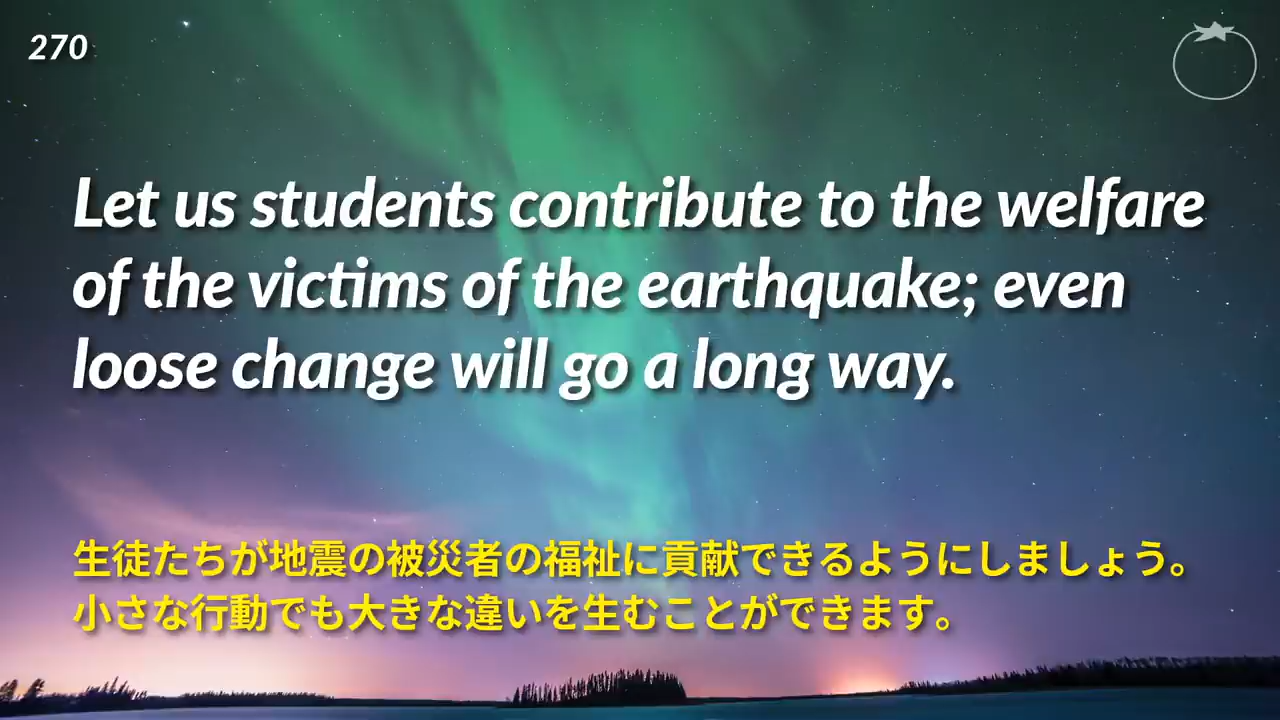 270
Let us students contribute to the welfare
of the victims of the earthquake; even
loose change will go a long way.
生徒たちが地震の被災者の福祉に貢献できるようにしましょう。
小さな行動でも大きな違いを生むことができます。